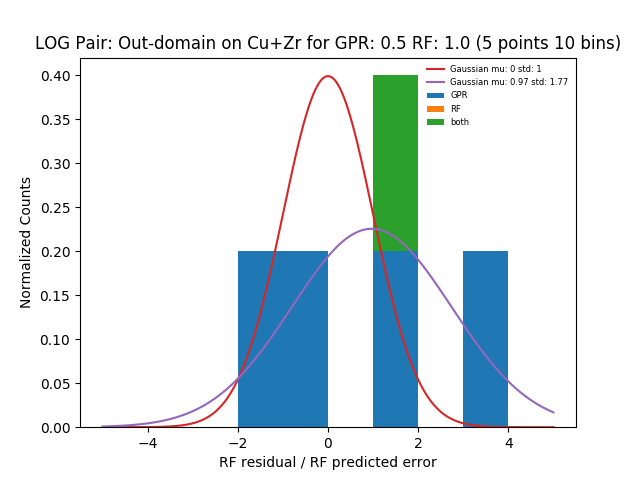 LOG Pair: Out-domain on Cu+Zr for GPR: 0.5 RF: 1.0 (5 points 10 bins)
Gaussian mu: 0 std: 1
Gaussian mu: 0.97 std: 1.77
GPR
RF
both
Normalized Counts
0.40
0.35
0.30
0.25
0.20
0.15
0.10
0.05
0.00
−4
−2
0
2
4
RF residual / RF predicted error